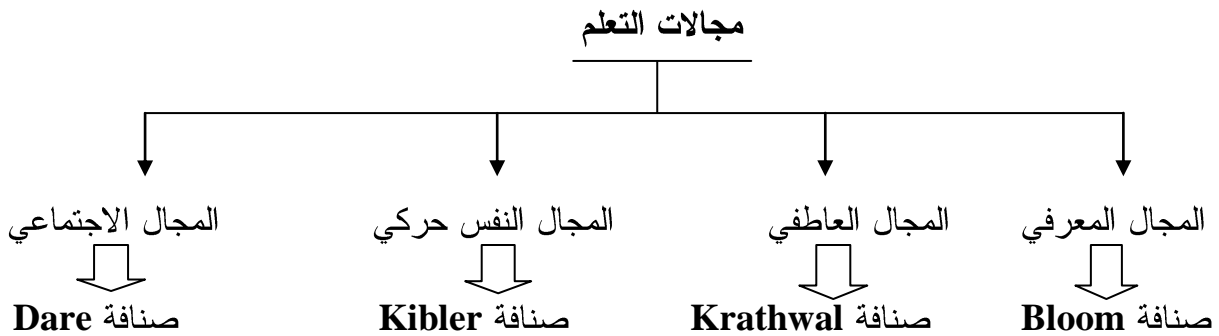 مجالات التعلم
المجال المعرفي
المجال العاطفي
المجال النفس حركي
المجال الاجتماعي
صنافة Bloom
صنافة Krathwal
صنافة Kibler
صنافة Dare